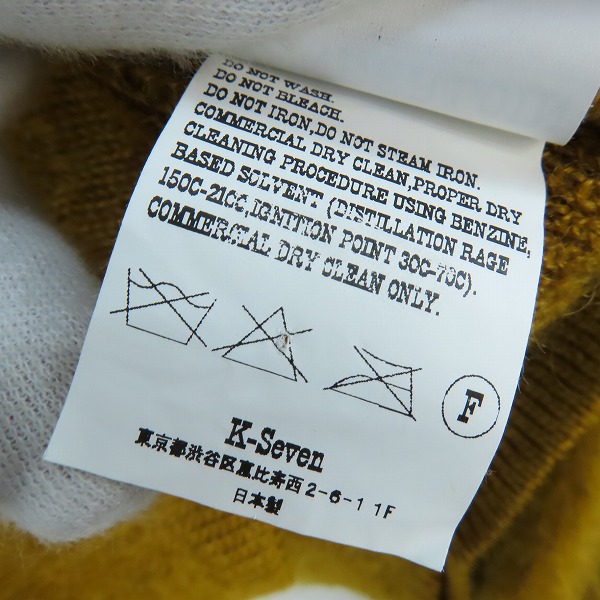 DO NOT WASH.
DO NOT BLEACH.
DO NOT IRON,DO NOT STEAM IRON.
COMMERCIAL DRY CLEAN,PROPER DRY
CLEANING PROCEDURE USING BENZINE,
BASED SOLVENT (DISTILLATION RAGE
150C-210C,IGNITION POINT 30C-70C).
COMMERCIAL DRY CLEAN ONLY.
F
K-Seven
東京都渋谷区恵比寿西2-6-1 1F
日本製